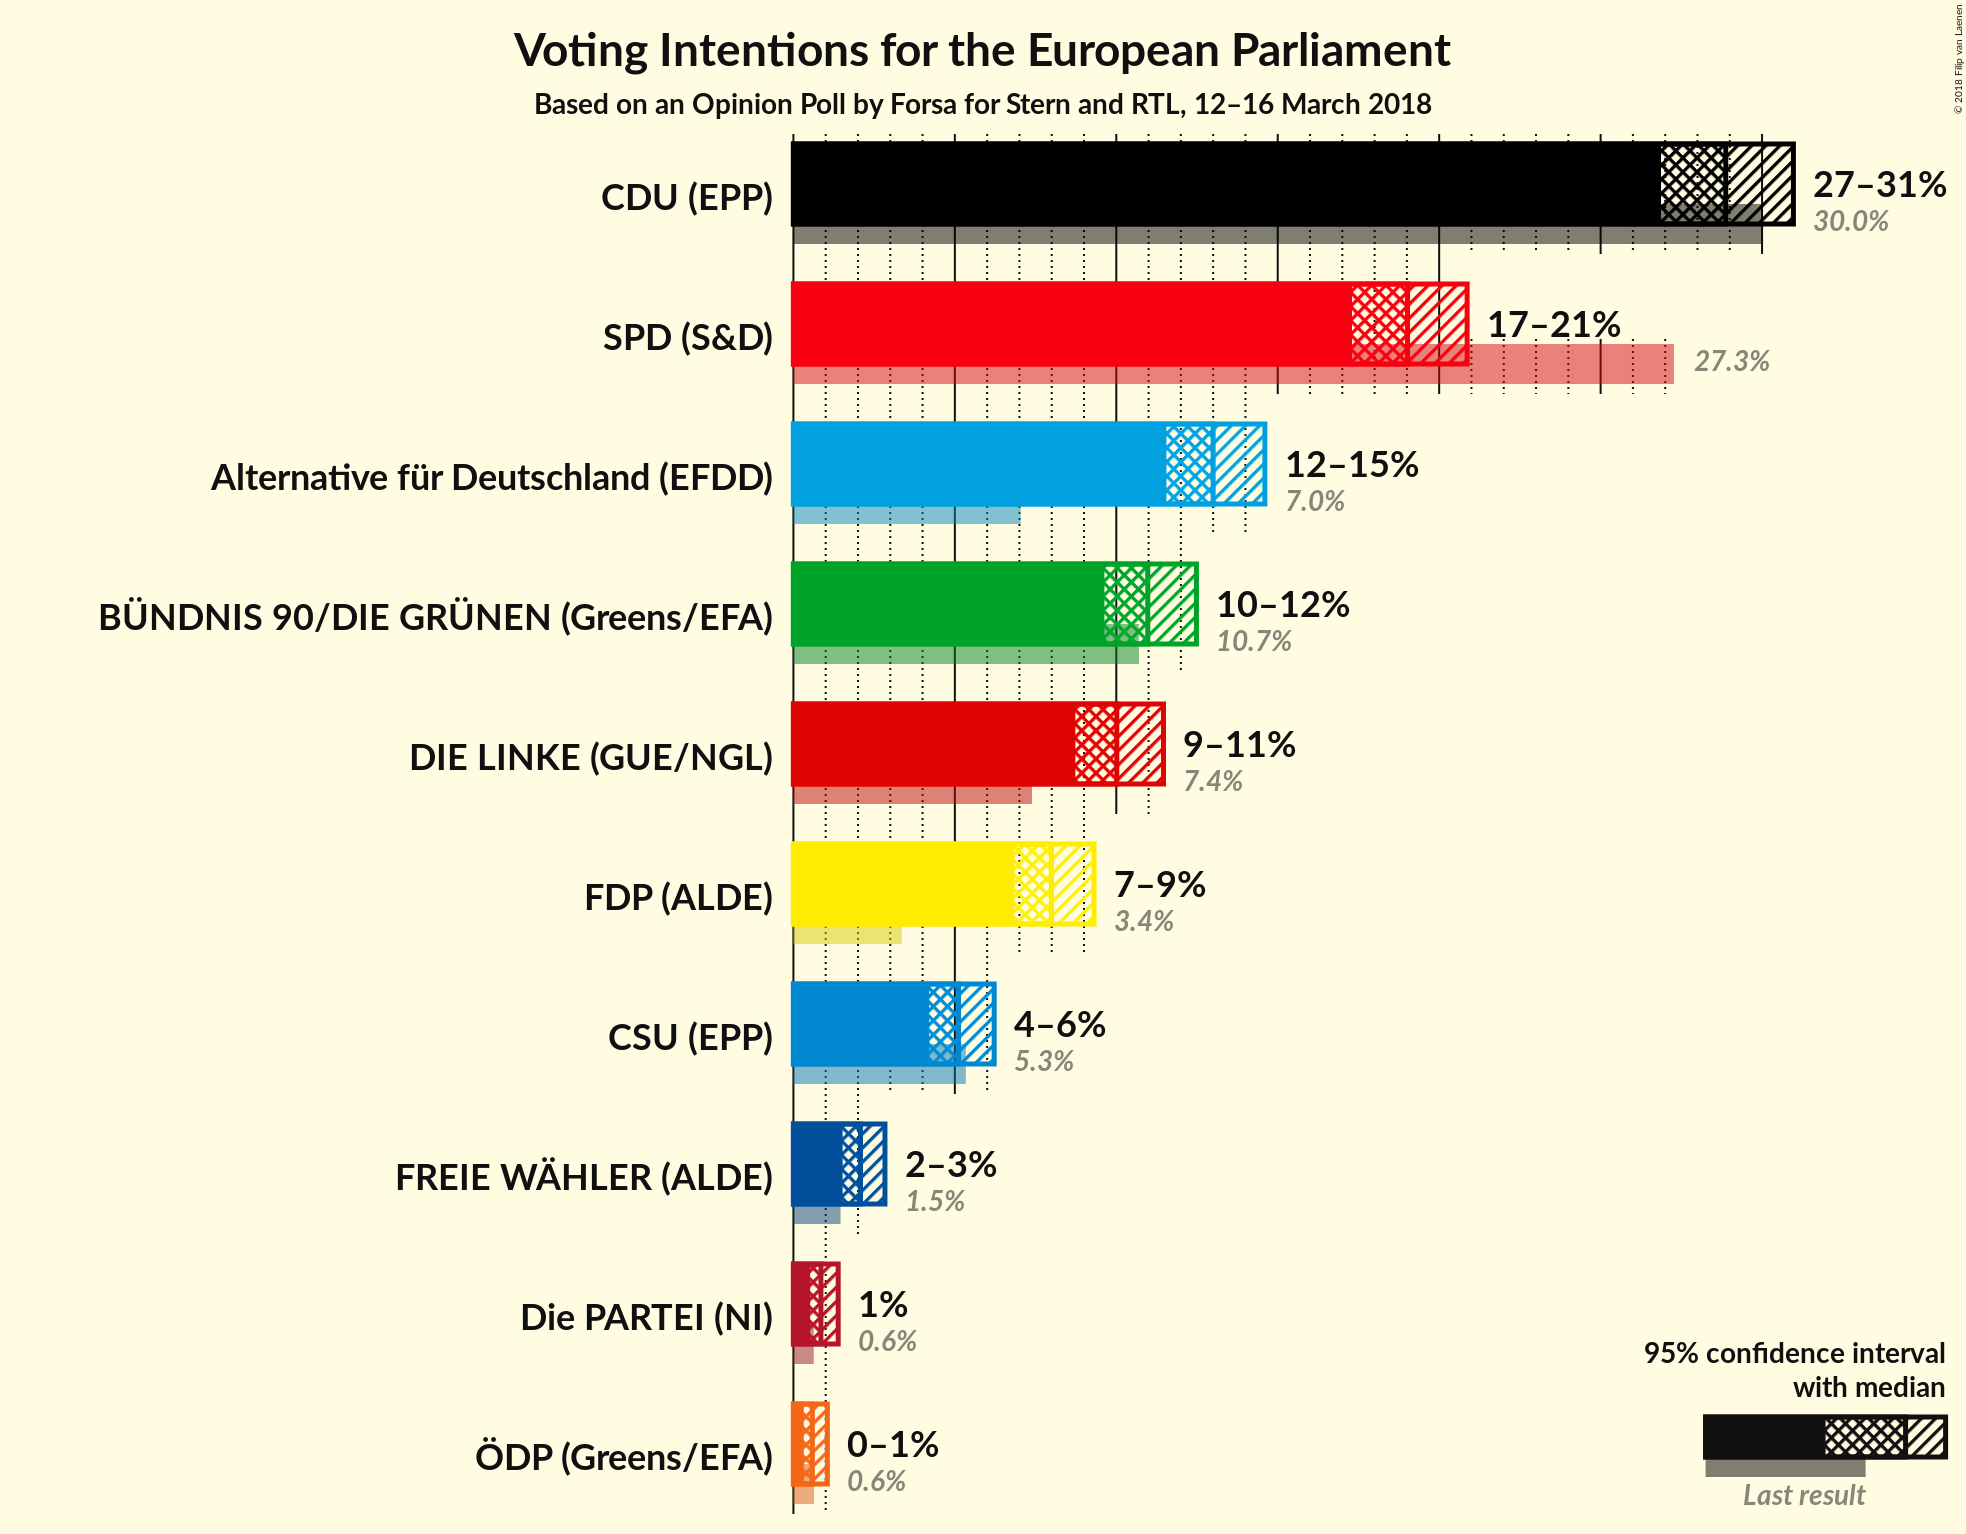 Voting Intentions for the European Parliament
Based on an Opinion Poll by Forsa for Stern and RTL, 12–16 March 2018
© 2018 Filip van Laenen
CDU (EPP)
27–31%
30.0%
SPD (S&D)
17–21%
27.3%
Alternative für Deutschland (EFDD)
12–15%
7.0%
BÜNDNIS 90/DIE GRÜNEN (Greens/EFA)
10–12%
10.7%
DIE LINKE (GUE/NGL)
9–11%
7.4%
FDP (ALDE)
7–9%
3.4%
CSU (EPP)
4–6%
5.3%
FREIE WÄHLER (ALDE)
2–3%
1.5%
Die PARTEI (NI)
1%
0.6%
ÖDP (Greens/EFA)
0–1%
0.6%
95% confidence interval
with median
Last result